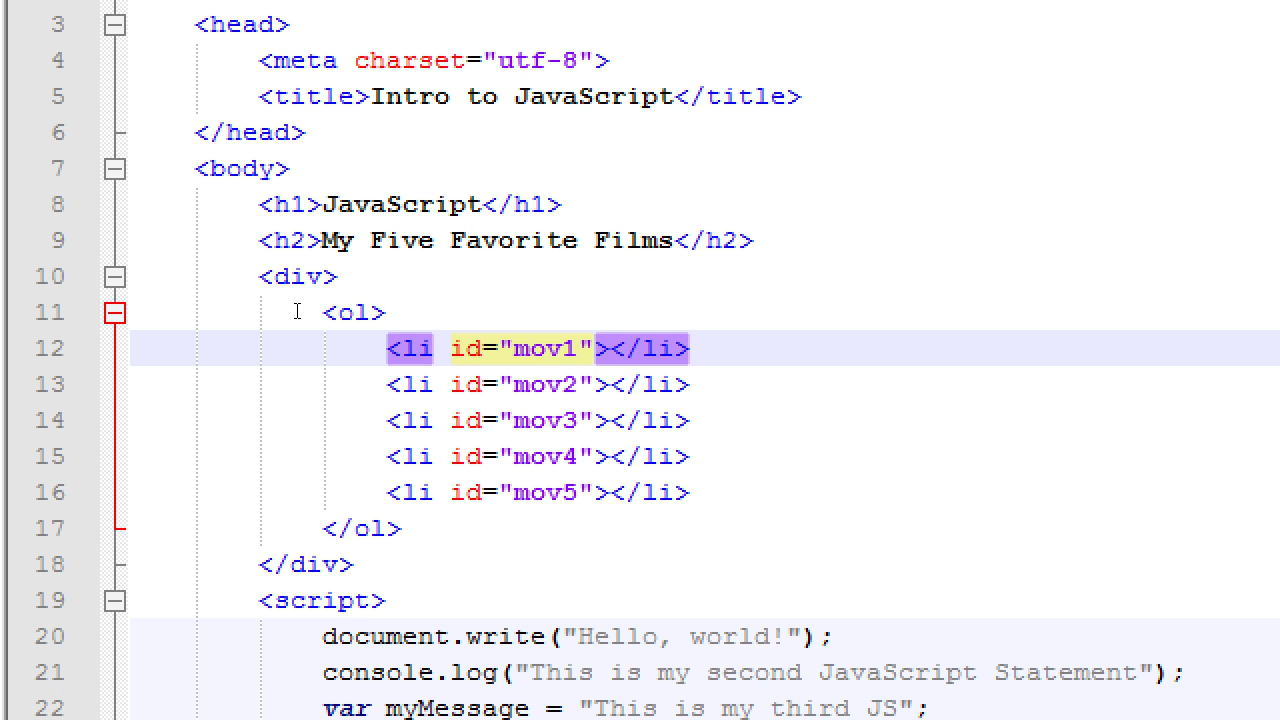 3 <head>
4 <meta charset="utf-8">
5 <title>Intro to JavaScript</title>
6 </head>
7 <body>
8 <h1>JavaScript</h1>
9 <h2>My Five Favorite Films</h2>
10 <div>
11 <ol>
12 <li id="mov1"></li>
13 <li id="mov2"></li>
14 <li id="mov3"></li>
15 <li id="mov4"></li>
16 <li id="mov5"></li>
17 </ol>
18 </div>
19 <script>
20 document.write("Hello, world!");
21 console.log("This is my second JavaScript Statement");
22 var myMessage = "This is my third JS";